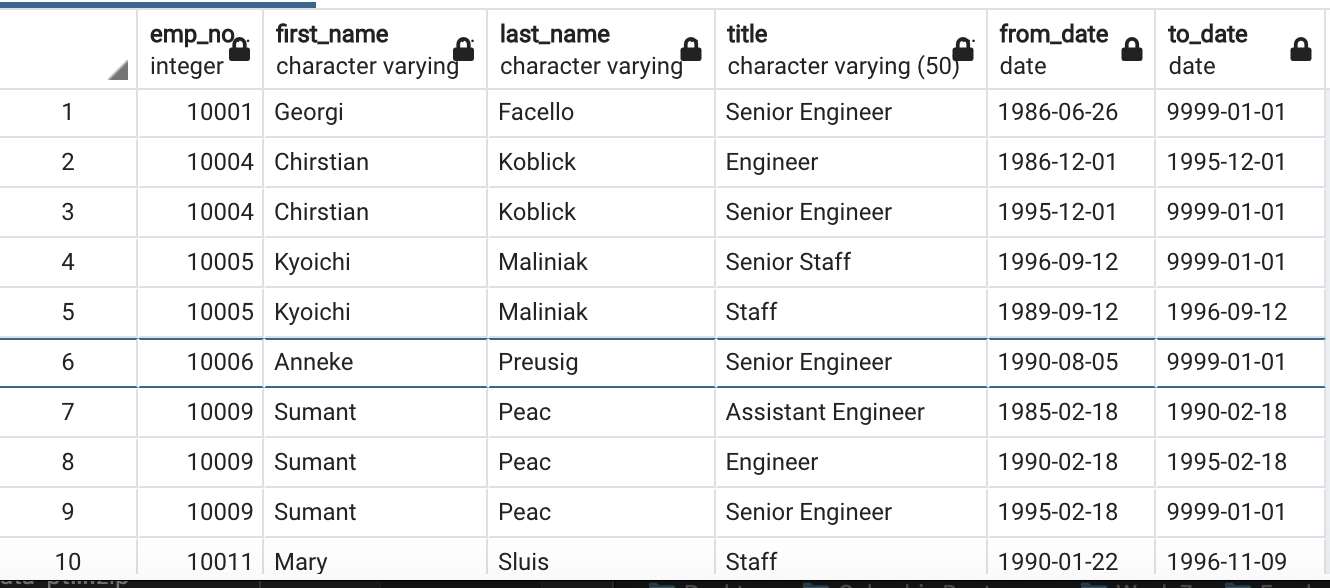 emp_no first_name last_name title from_date to_date
integer character varying character varying character varying (50) date date
1 10001 Georgi Facello Senior Engineer 1986-06-26 9999-01-01
2 10004 Chirstian Koblick Engineer 1986-12-01 1995-12-01
3 10004 Chirstian Koblick Senior Engineer 1995-12-01 9999-01-01
4 10005 Kyoichi Maliniak Senior Staff 1996-09-12 9999-01-01
5 10005 Kyoichi Maliniak Staff 1989-09-12 1996-09-12
6 10006 Anneke Preusig Senior Engineer 1990-08-05 9999-01-01
7 10009 Sumant Peac Assistant Engineer 1985-02-18 1990-02-18
8 10009 Sumant Peac Engineer 1990-02-18 1995-02-18
9 10009 Sumant Peac Senior Engineer 1995-02-18 9999-01-01
10 10011 Mary Sluis Staff 1990-01-22 1996-11-09